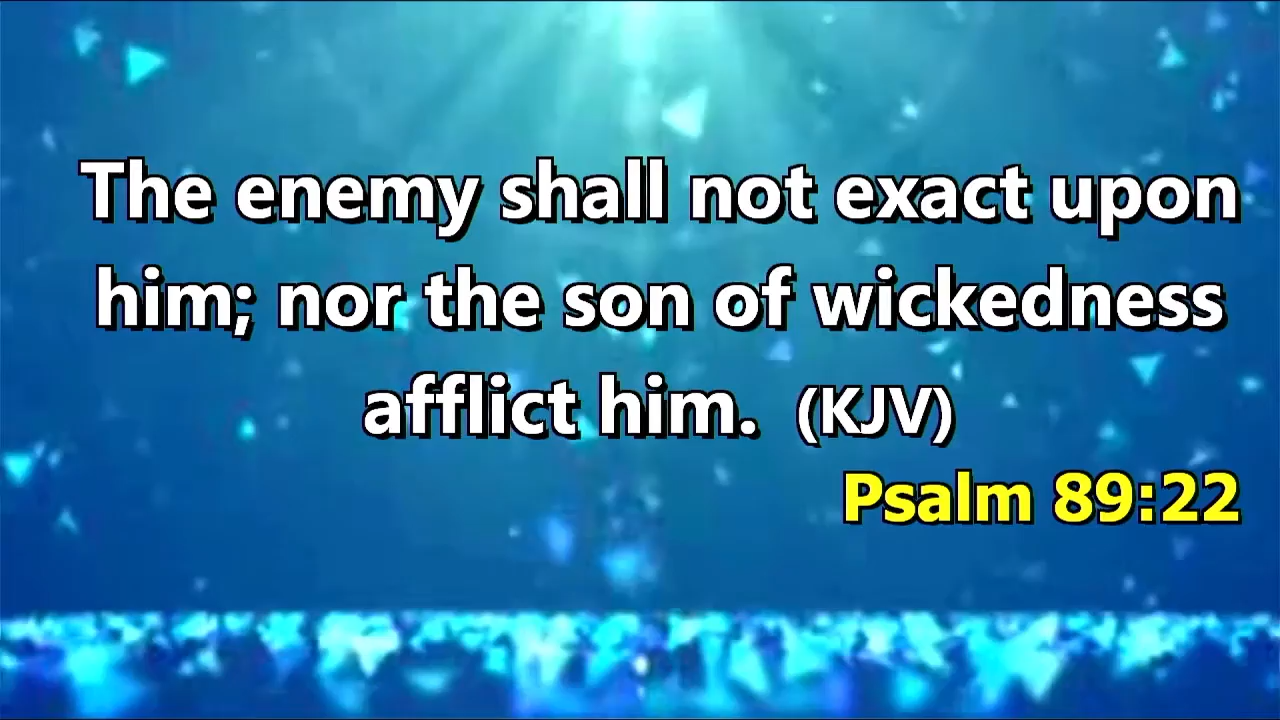 The enemy shall not exact upon
him; nor the son of wickedness
afflict him. (KJV)
Psalm 89:22